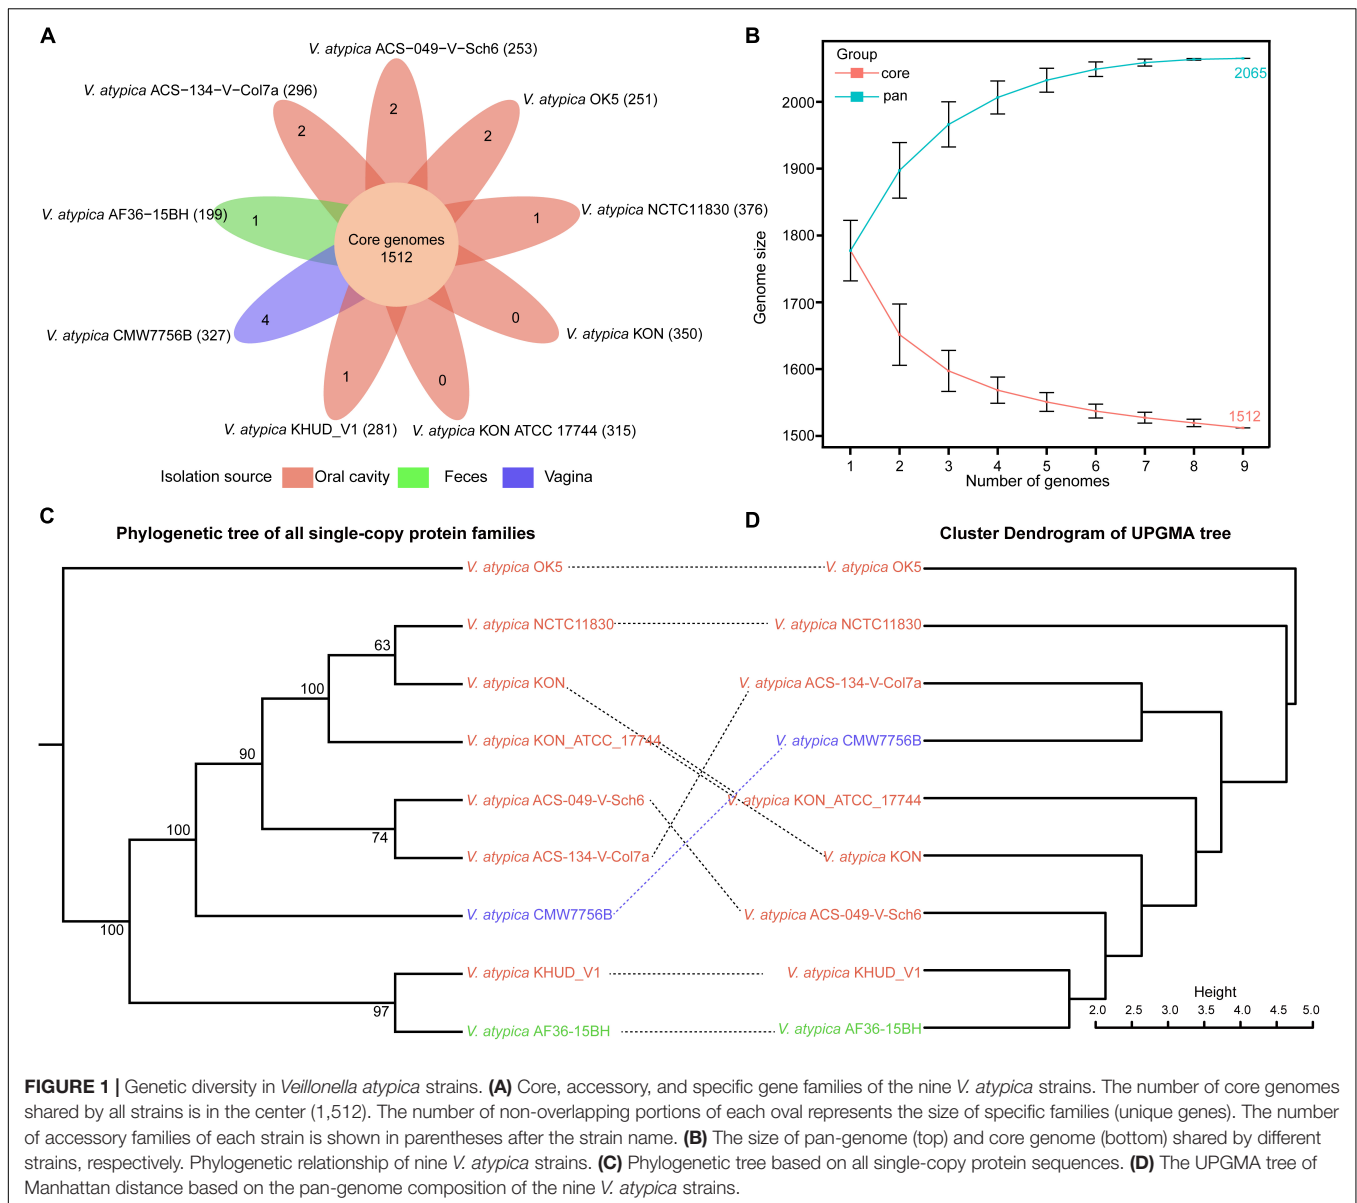 A
V. atypica ACS−049−V−Sch6 (253)
V. atypica ACS−134−V−Col7a (296)
V. atypica OK5 (251)
2
2
2
V. atypica AF36−15BH (199)
1
1
V. atypica NCTC11830 (376)
Core genomes
1512
V. atypica CMW7756B (327)
4
0
V. atypica KON (350)
1
0
V. atypica KHUD_V1 (281)
V. atypica KON ATCC 17744 (315)
Isolation source
Oral cavity
Feces
Vagina
B
Group
core
pan
2065
1512
2000
1900
1800
1700
1600
1500
Genome size
1 2 3 4 5 6 7 8 9
Number of genomes
C
Phylogenetic tree of all single-copy protein families
V. atypica OK5
V. atypica NCTC11830
63
V. atypica KON
100
V. atypica KON_ATCC_17744
90
V. atypica ACS-049-V-Sch6
74
V. atypica ACS-134-V-Col7a
100
V. atypica CMW7756B
100
V. atypica KHUD_V1
97
V. atypica AF36-15BH
D
Cluster Dendrogram of UPGMA tree
V. atypica OK5
V. atypica NCTC11830
V. atypica ACS-134-V-Col7a
V. atypica CMW7756B
V. atypica KON_ATCC_17744
V. atypica KON
V. atypica ACS-049-V-Sch6
V. atypica KHUD_V1
V. atypica AF36-15BH
Height
2.0 2.5 3.0 3.5 4.0 4.5 5.0
FIGURE 1 | Genetic diversity in Veillonella atypica strains. (A) Core, accessory, and specific gene families of the nine V. atypica strains. The number of core genomes
shared by all strains is in the center (1,512). The number of non-overlapping portions of each oval represents the size of specific families (unique genes). The number
of accessory families of each strain is shown in parentheses after the strain name. (B) The size of pan-genome (top) and core genome (bottom) shared by different
strains, respectively. Phylogenetic relationship of nine V. atypica strains. (C) Phylogenetic tree based on all single-copy protein sequences. (D) The UPGMA tree of
Manhattan distance based on the pan-genome composition of the nine V. atypica strains.